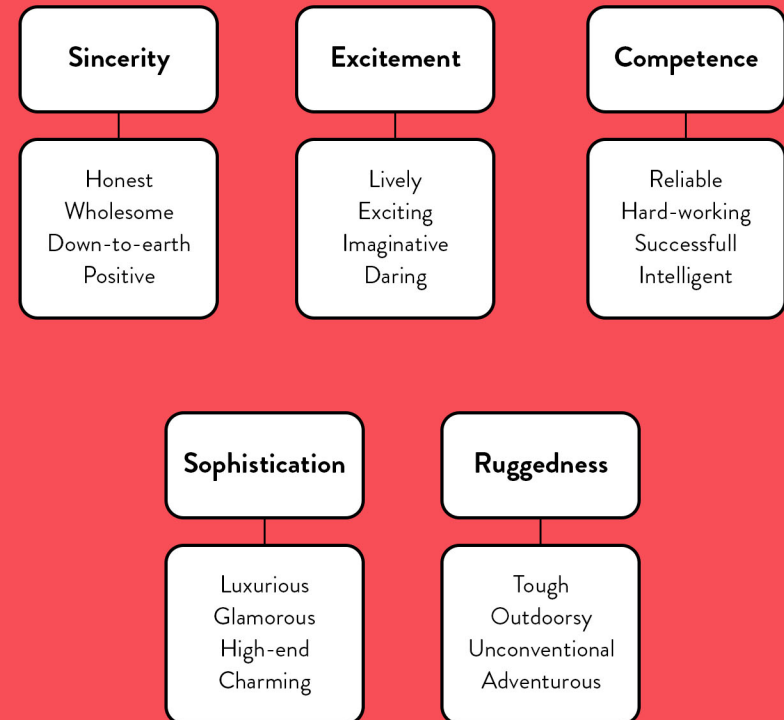 Sincerity
Honest
Wholesome
Down-to-earth
Positive
Excitement
Lively
Exciting
Imaginative
Daring
Competence
Reliable
Hard-working
Successfull
Intelligent
Sophistication
Luxurious
Glamorous
High-end
Charming
Ruggedness
Tough
Outdoorsy
Unconventional
Adventurous